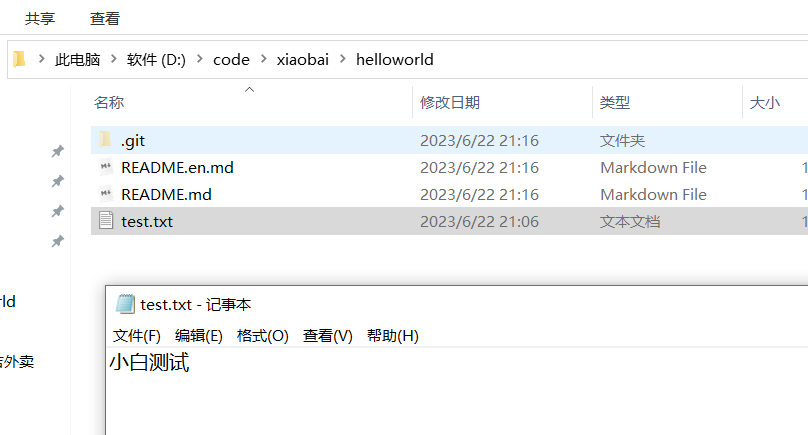 共享 查看
此电脑 软件 (D:) code xiaobai helloworld
名称 修改日期 类型 大小
.git 2023/6/22 21:16 文件夹
README.en.md 2023/6/22 21:16 Markdown File 1
README.md 2023/6/22 21:16 Markdown File 1
test.txt 2023/6/22 21:06 文本文档 1
rld
test.txt - 记事本
文件(F) 编辑(E) 格式(O) 查看(V) 帮助(H)
外卖
小白测试